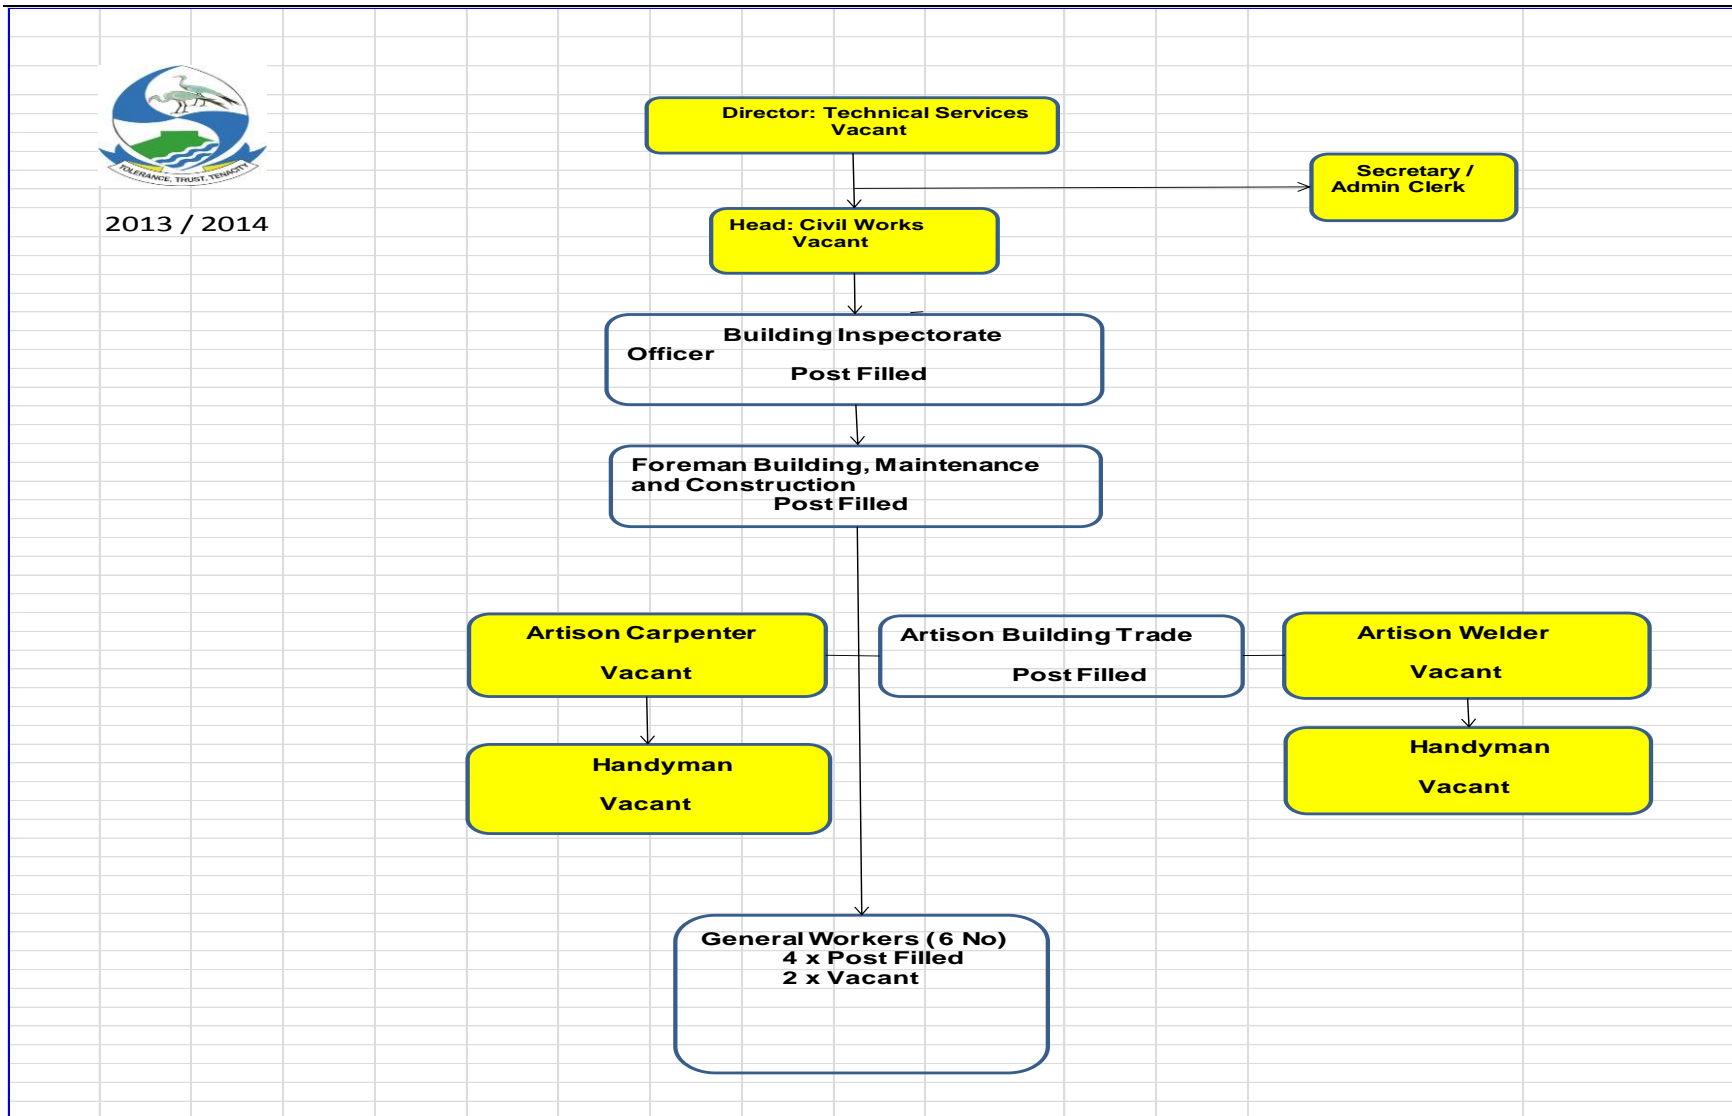 TOLERANCE, TRUST, TENACITY
2013 / 2014
Director: Technical Services
Vacant
Secretary /
Admin Clerk
Head: Civil Works
Vacant
Building Inspectorate
Officer
Post Filled
Foreman Building, Maintenance
and Construction
Post Filled
Artison Carpenter
Vacant
Artison Building Trade
Post Filled
Artison Welder
Vacant
Handyman
Vacant
Handyman
Vacant
General Workers (6 No)
4 x Post Filled
2 x Vacant